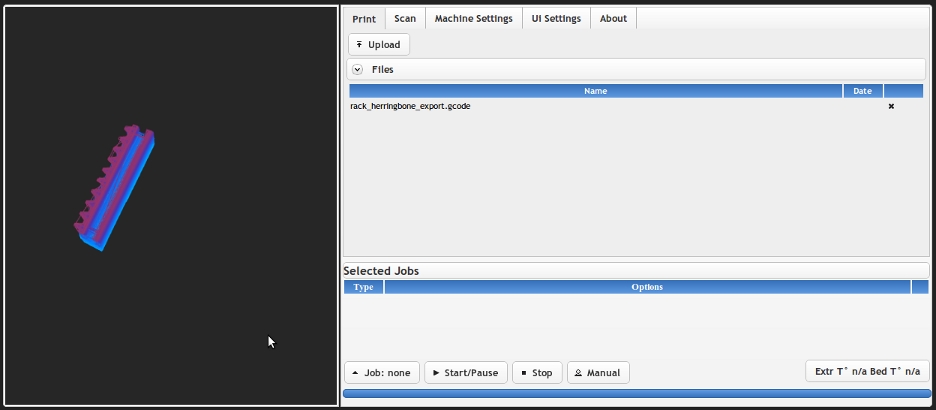 Print Scan Machine Settings UI Settings About
Upload
Files
Name Date
rack_herringbone_export.gcode
Selected Jobs
Type Options
Job: none Start/Pause Stop Manual Extr T° n/a Bed T° n/a